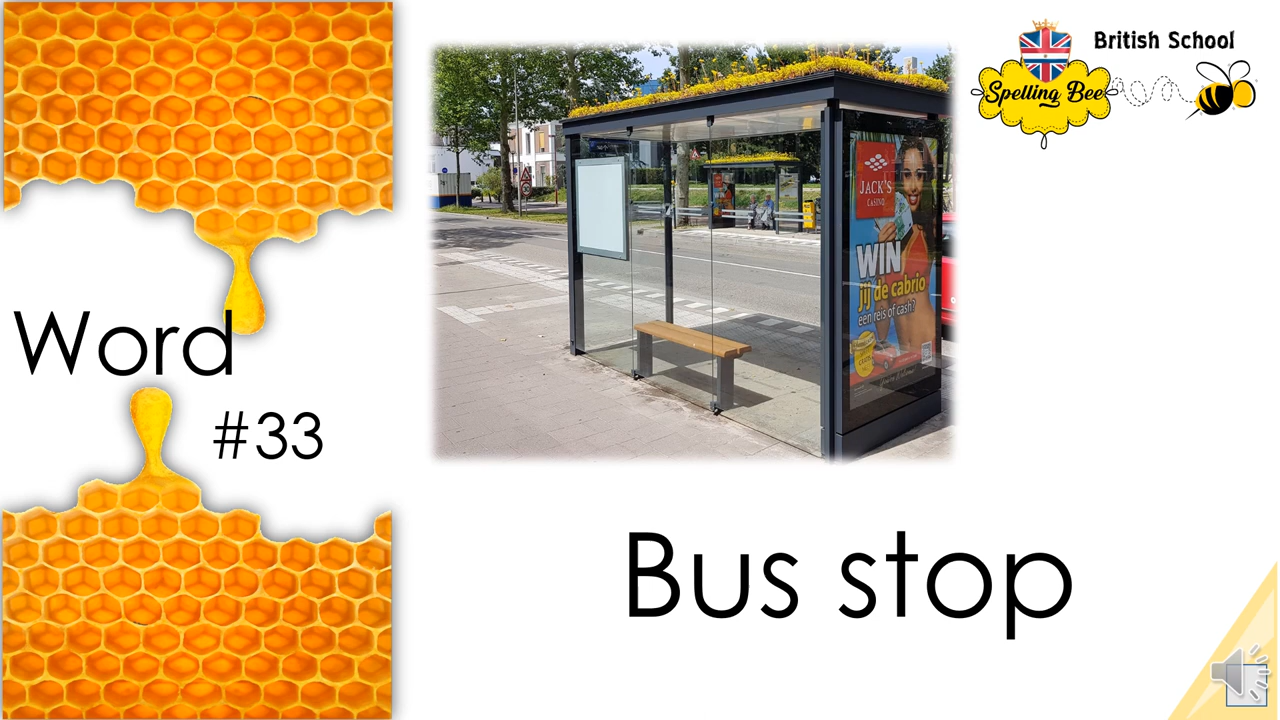 British School
Spelling Bee
JACK'S
CASINO
WIN
jij de cabrio
een reis of cash?
Word
#33
Bus stop